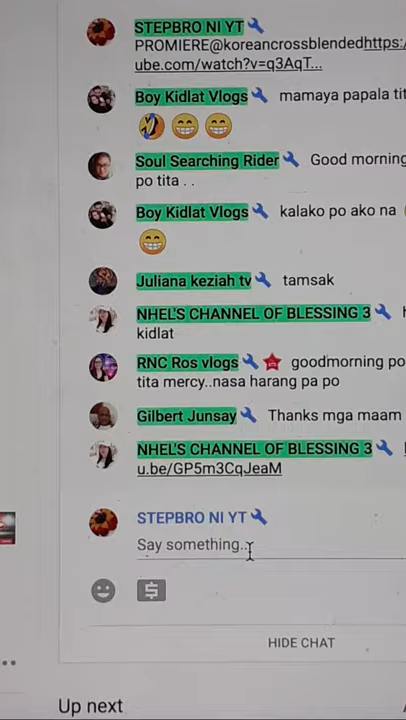 STEPBRO NI YT
PROMIERE@koreancrossblendedhttps:
ube.com/watch?v=q3AqT...
Boy Kidlat Vlogs mamaya papala tit
Soul Searching Rider Good morning
po tita . .
Boy Kidlat Vlogs kalako po ako na
Juliana keziah tv tamsak
NHEL'S CHANNEL OF BLESSING 3
kidlat
RNC Ros vlogs goodmorning po
tita mercy..nasa harang pa po
Gilbert Junsay Thanks mga maam
NHEL'S CHANNEL OF BLESSING 3
u.be/GP5m3CqJeaM
STEPBRO NI YT
Say something...
HIDE CHAT
Up next